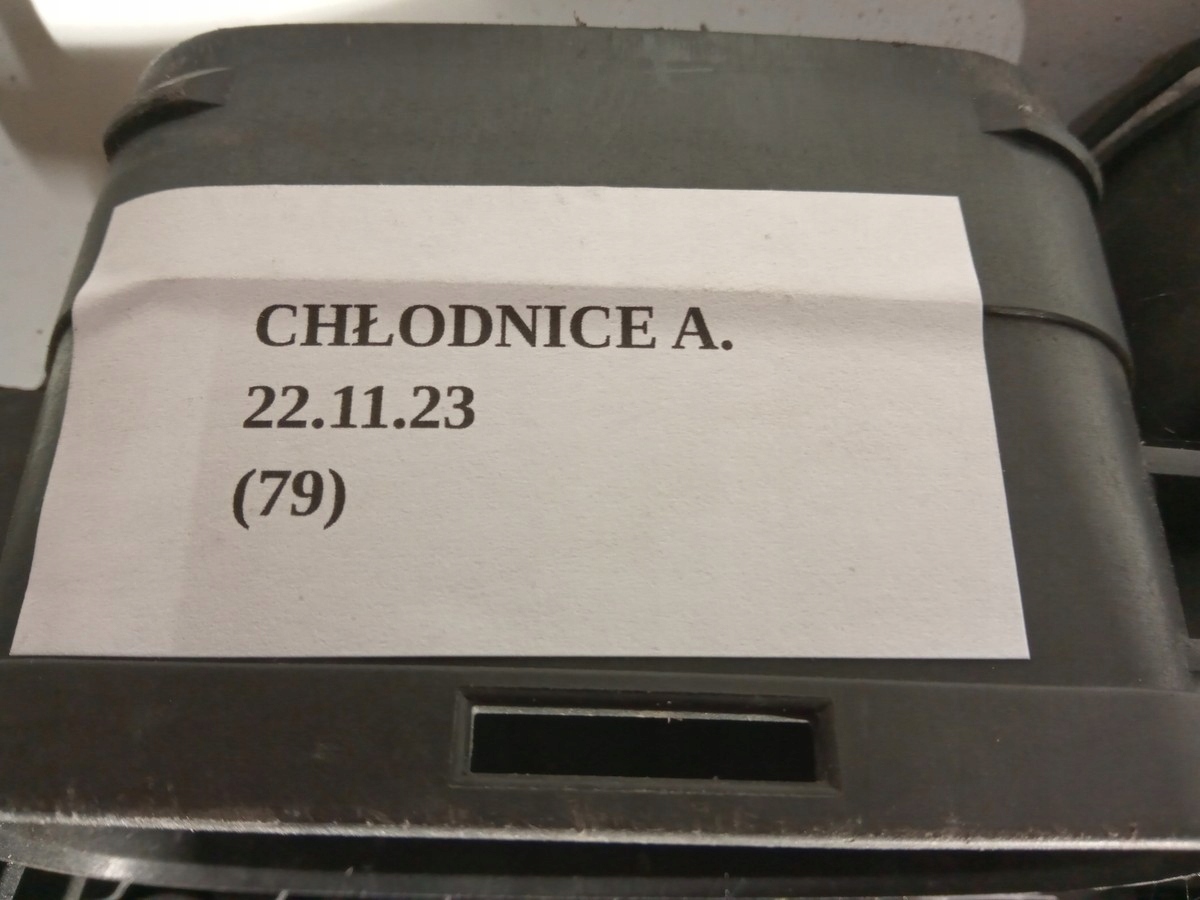 CHŁODNICE A.
22.11.23
(79)